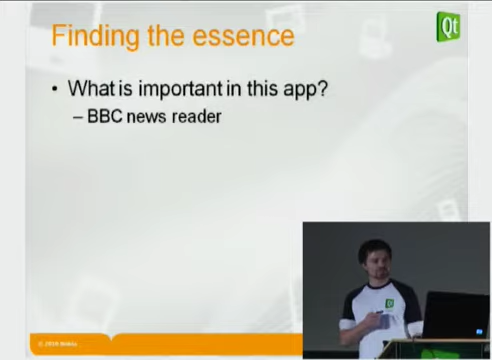 Finding the essence
Qt
• What is important in this app?
– BBC news reader